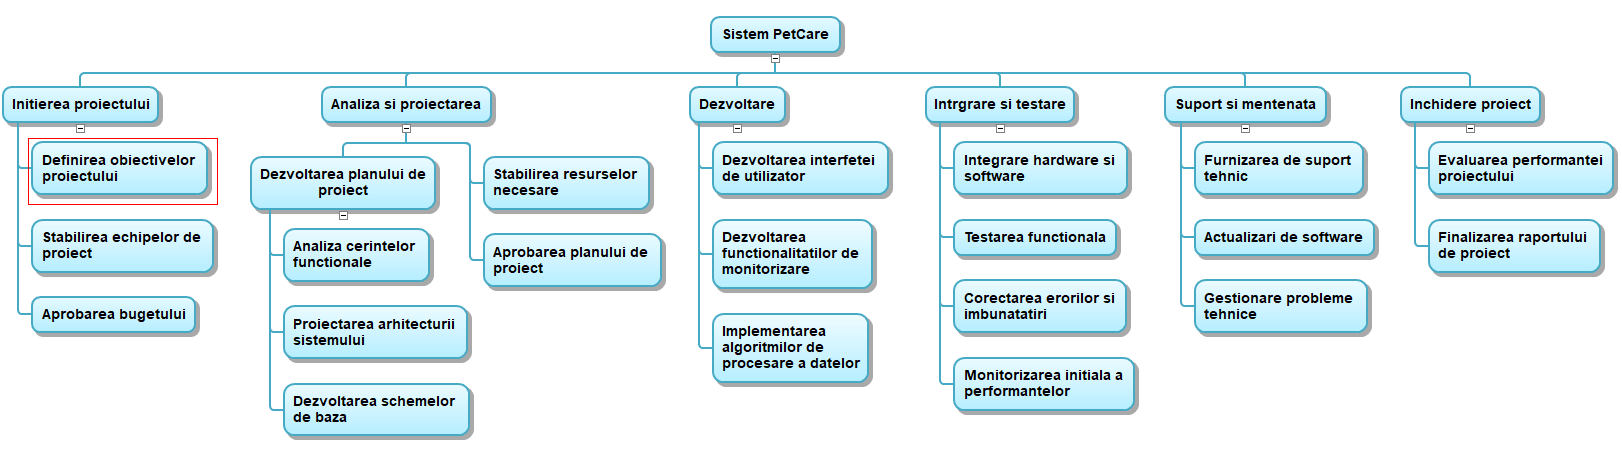 Sistem PetCare
Initierea proiectului
Definirea obiectivelor
proiectului
Stabilirea echipelor de
proiect
Aprobarea bugetului
Analiza si proiectarea
Dezvoltarea planului de
proiect
Analiza cerintelor
functionale
Proiectarea arhitecturii
sistemului
Dezvoltarea schemelor
de baza
Stabilirea resurselor
necesare
Aprobarea planului de
proiect
Dezvoltare
Dezvoltarea interfetei
de utilizator
Dezvoltarea
functionalitatilor de
monitorizare
Implementarea
algoritmilor de
procesare a datelor
Intrgrare si testare
Integrare hardware si
software
Testarea functionala
Corectarea erorilor si
imbunatatiri
Monitorizarea initiala a
performantelor
Suport si mentenata
Furnizarea de suport
tehnic
Actualizari de software
Gestionare probleme
tehnice
Inchidere proiect
Evaluarea performantei
proiectului
Finalizarea raportului
de proiect